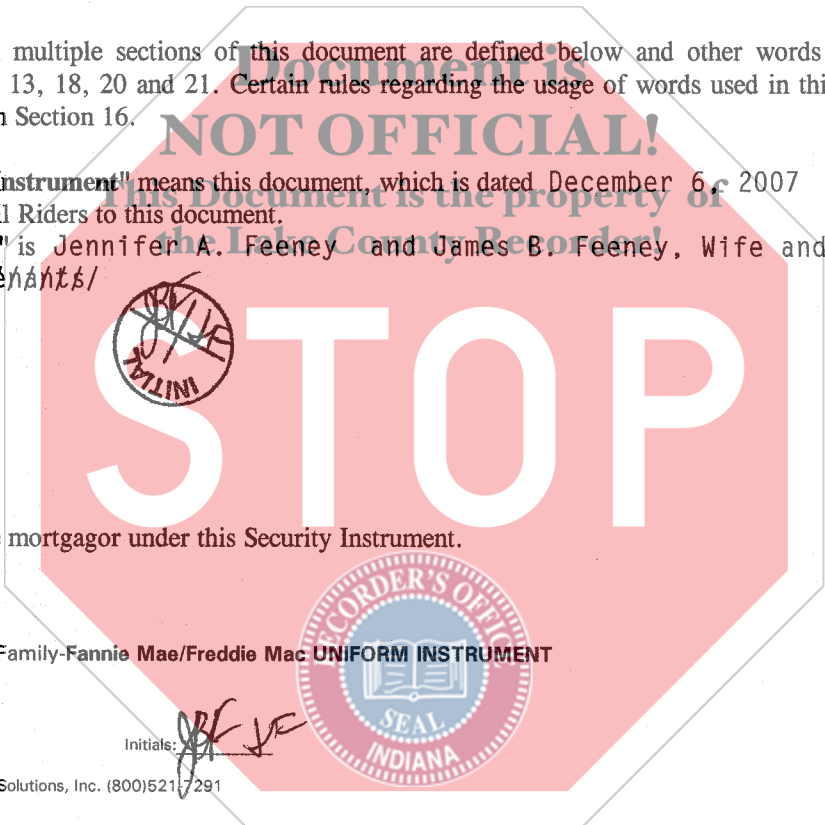 multiple sections of this document are defined below and other words
13, 18, 20 and 21. Certain rules regarding the usage of words used in thi
Section 16.
Document is
NOT OFFICIAL!
This Document is the property of
the Lake County Recorder!
nstrument" means this document, which is dated December 6, 2007
l Riders to this document.
" is Jennifer A. Feeney and James B. Feeney, Wife and
enants/
INITIAL
STOP
mortgagor under this Security Instrument.
RECORDER'S OFFICE
SEAL
INDIANA
Family-Fannie Mae/Freddie Mac UNIFORM INSTRUMENT
Initials:
Solutions, Inc. (800)521-7291